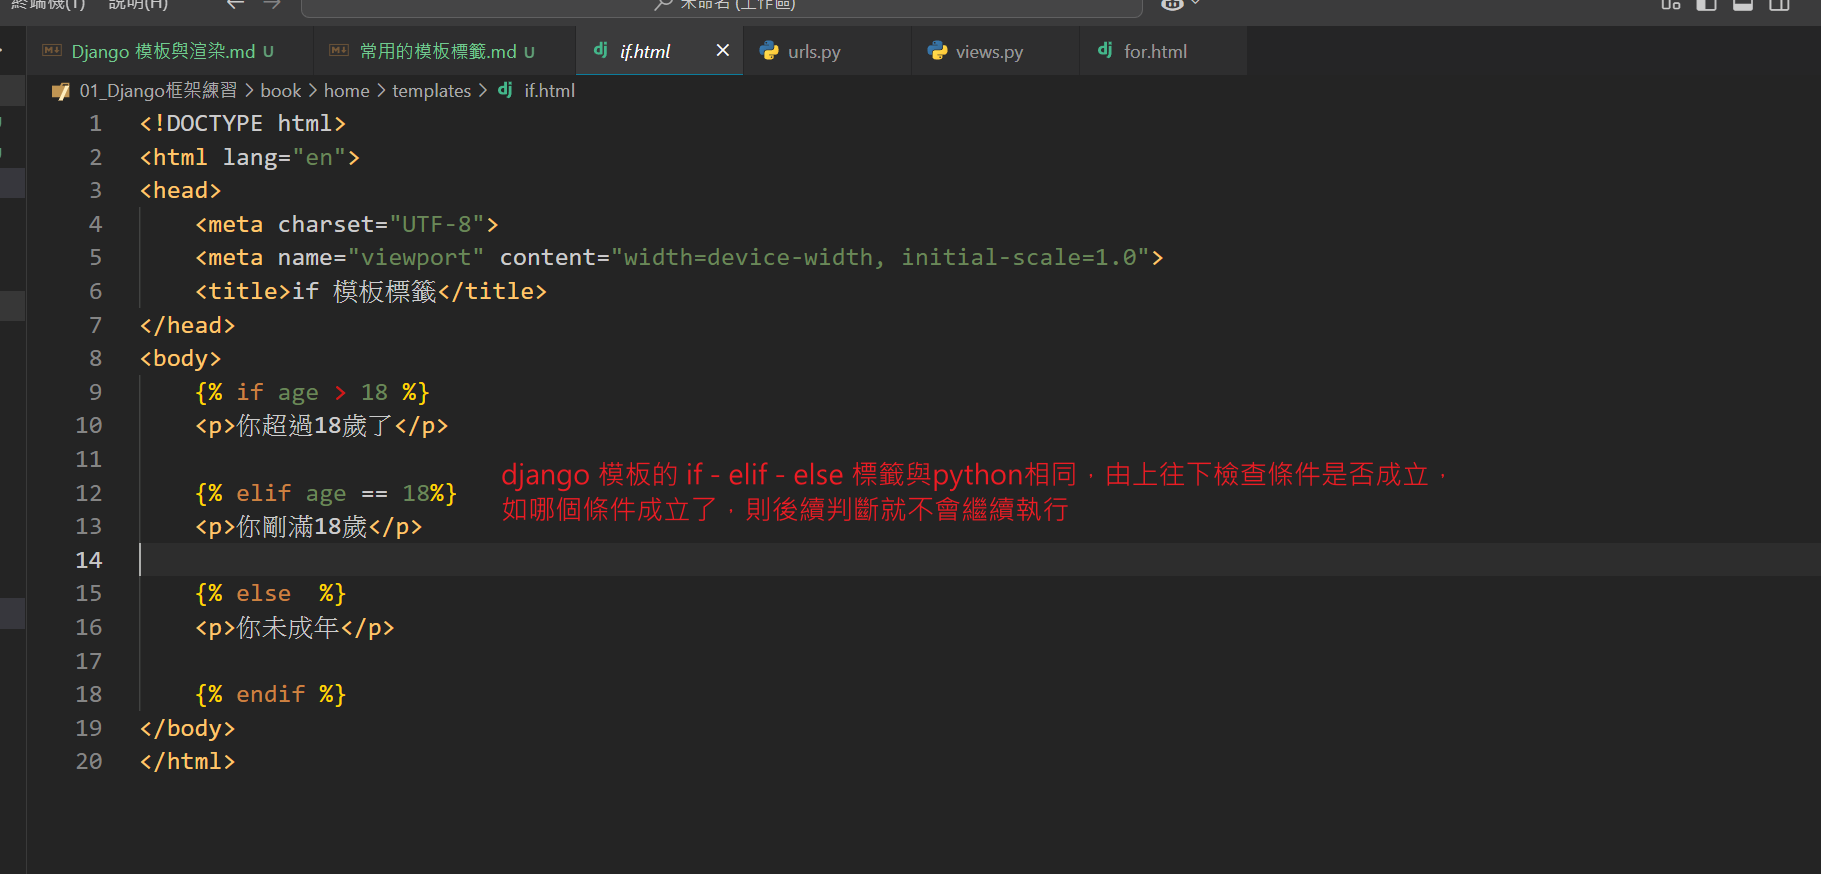 終端機(T) 說明(H) 未命名 (工作區)
Django 模板與渲染.md U 常用的模板標籤.md U if.html urls.py views.py for.html
01_Django框架練習 > book > home > templates > if.html
1 <!DOCTYPE html>
2 <html lang="en">
3 <head>
4 <meta charset="UTF-8">
5 <meta name="viewport" content="width=device-width, initial-scale=1.0">
6 <title>if 模板標籤</title>
7 </head>
8 <body>
9 {% if age > 18 %}
10 <p>你超過18歲了</p>
11
django 模板的 if - elif - else 標籤與python相同，由上往下檢查條件是否成立，
12 {% elif age == 18%}
如哪個條件成立了，則後續判斷就不會繼續執行
13 <p>你剛滿18歲</p>
14
15 {% else  %}
16 <p>你未成年</p>
17
18 {% endif %}
19 </body>
20 </html>